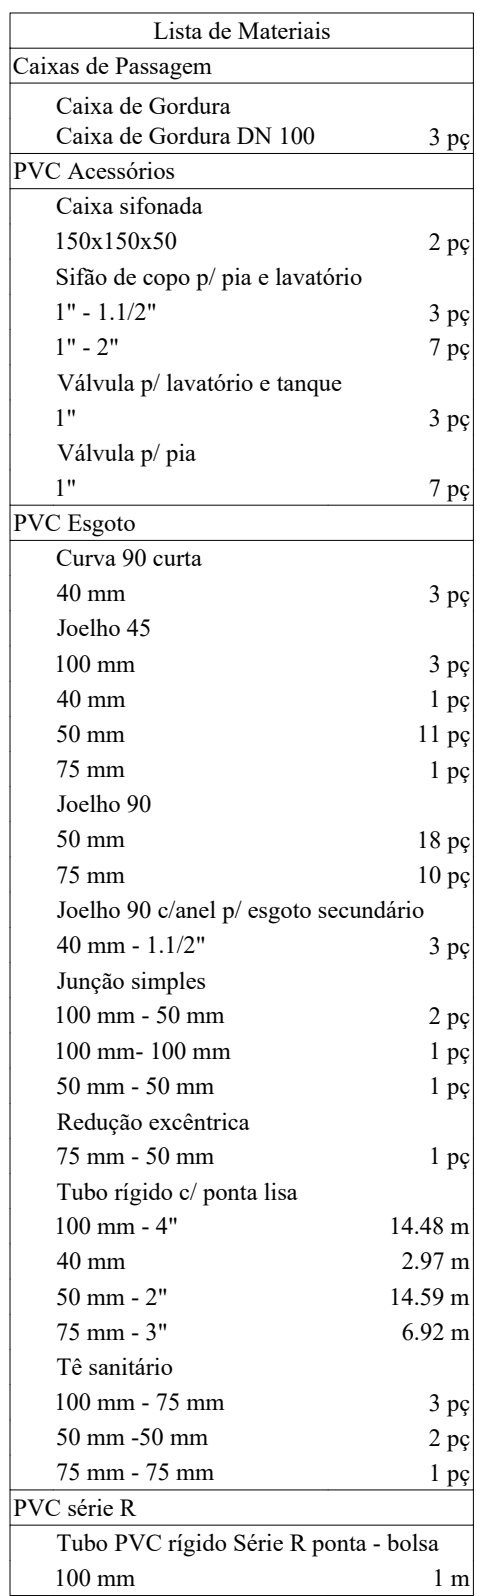 Lista de Materiais
Caixas de Passagem
Caixa de Gordura
Caixa de Gordura DN 100 3 pç
PVC Acessórios
Caixa sifonada
150x150x50 2 pç
Sifão de copo p/ pia e lavatório
1" - 1.1/2" 3 pç
1" - 2" 7 pç
Válvula p/ lavatório e tanque
1" 3 pç
Válvula p/ pia
1" 7 pç
PVC Esgoto
Curva 90 curta
40 mm 3 pç
Joelho 45
100 mm 3 pç
40 mm 1 pç
50 mm 11 pç
75 mm 1 pç
Joelho 90
50 mm 18 pç
75 mm 10 pç
Joelho 90 c/anel p/ esgoto secundário
40 mm - 1.1/2" 3 pç
Junção simples
100 mm - 50 mm 2 pç
100 mm- 100 mm 1 pç
50 mm - 50 mm 1 pç
Redução excêntrica
75 mm - 50 mm 1 pç
Tubo rígido c/ ponta lisa
100 mm - 4" 14.48 m
40 mm 2.97 m
50 mm - 2" 14.59 m
75 mm - 3" 6.92 m
Tê sanitário
100 mm - 75 mm 3 pç
50 mm -50 mm 2 pç
75 mm - 75 mm 1 pç
PVC série R
Tubo PVC rígido Série R ponta - bolsa
100 mm 1 m